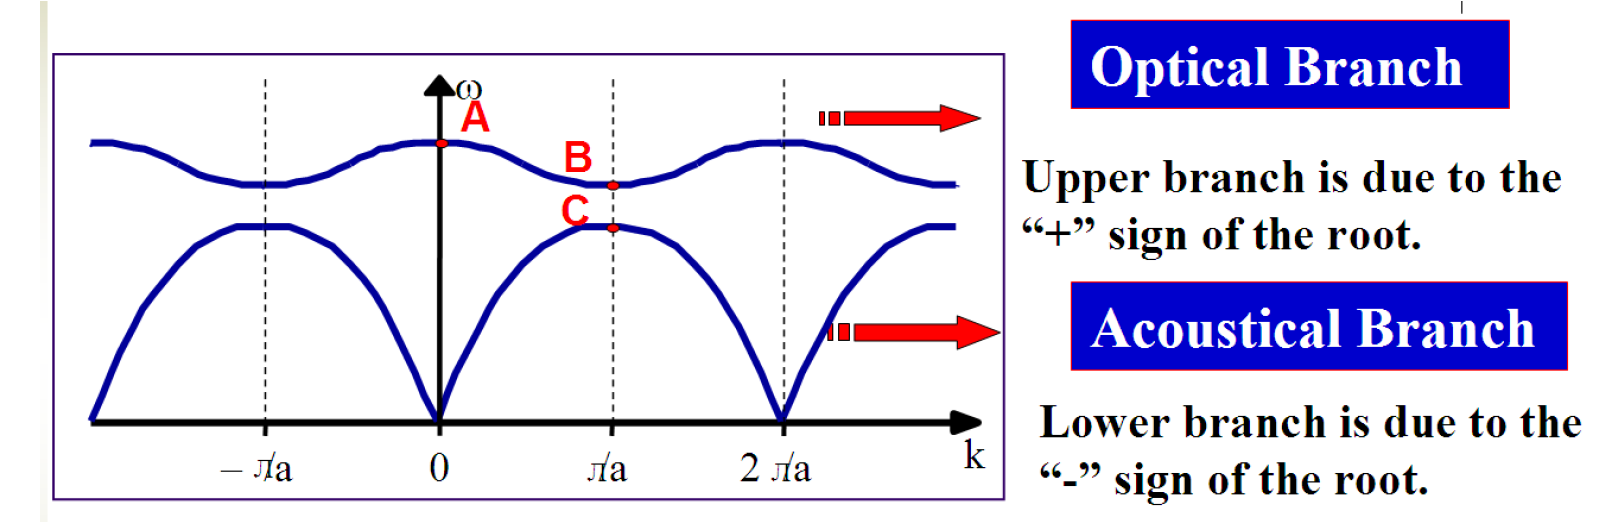 ω
A
B
C
– π/a
0
π/a
2 π/a
k
Optical Branch
Upper branch is due to the
“+” sign of the root.
Acoustical Branch
Lower branch is due to the
“-” sign of the root.